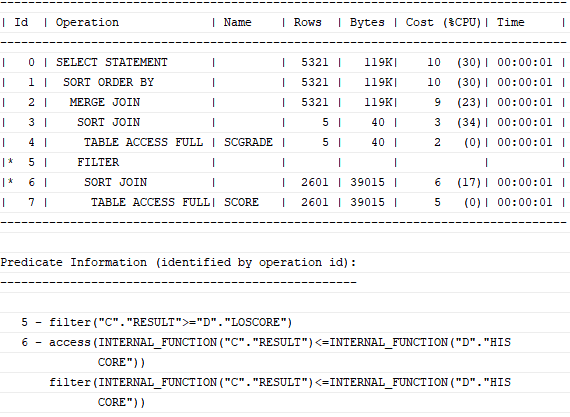 ---------------------------------------------------------------------------------
| Id  | Operation            | Name    | Rows  | Bytes | Cost (%CPU)| Time     |
---------------------------------------------------------------------------------
|   0 | SELECT STATEMENT     |         |  5321 |   119K|    10  (30)| 00:00:01 |
|   1 |  SORT ORDER BY       |         |  5321 |   119K|    10  (30)| 00:00:01 |
|   2 |   MERGE JOIN         |         |  5321 |   119K|     9  (23)| 00:00:01 |
|   3 |    SORT JOIN         |         |     5 |    40 |     3  (34)| 00:00:01 |
|   4 |     TABLE ACCESS FULL | SCGRADE |     5 |    40 |     2   (0)| 00:00:01 |
|*  5 |    FILTER            |         |       |       |            |          |
|*  6 |     SORT JOIN        |         |  2601 | 39015 |     6  (17)| 00:00:01 |
|   7 |      TABLE ACCESS FULL| SCORE   |  2601 | 39015 |     5   (0)| 00:00:01 |
---------------------------------------------------------------------------------
Predicate Information (identified by operation id):
---------------------------------------------------
   5 - filter("C"."RESULT">="D"."LOSCORE")
   6 - access(INTERNAL_FUNCTION("C"."RESULT")<=INTERNAL_FUNCTION("D"."HIS
              CORE"))
       filter(INTERNAL_FUNCTION("C"."RESULT")<=INTERNAL_FUNCTION("D"."HIS
              CORE"))